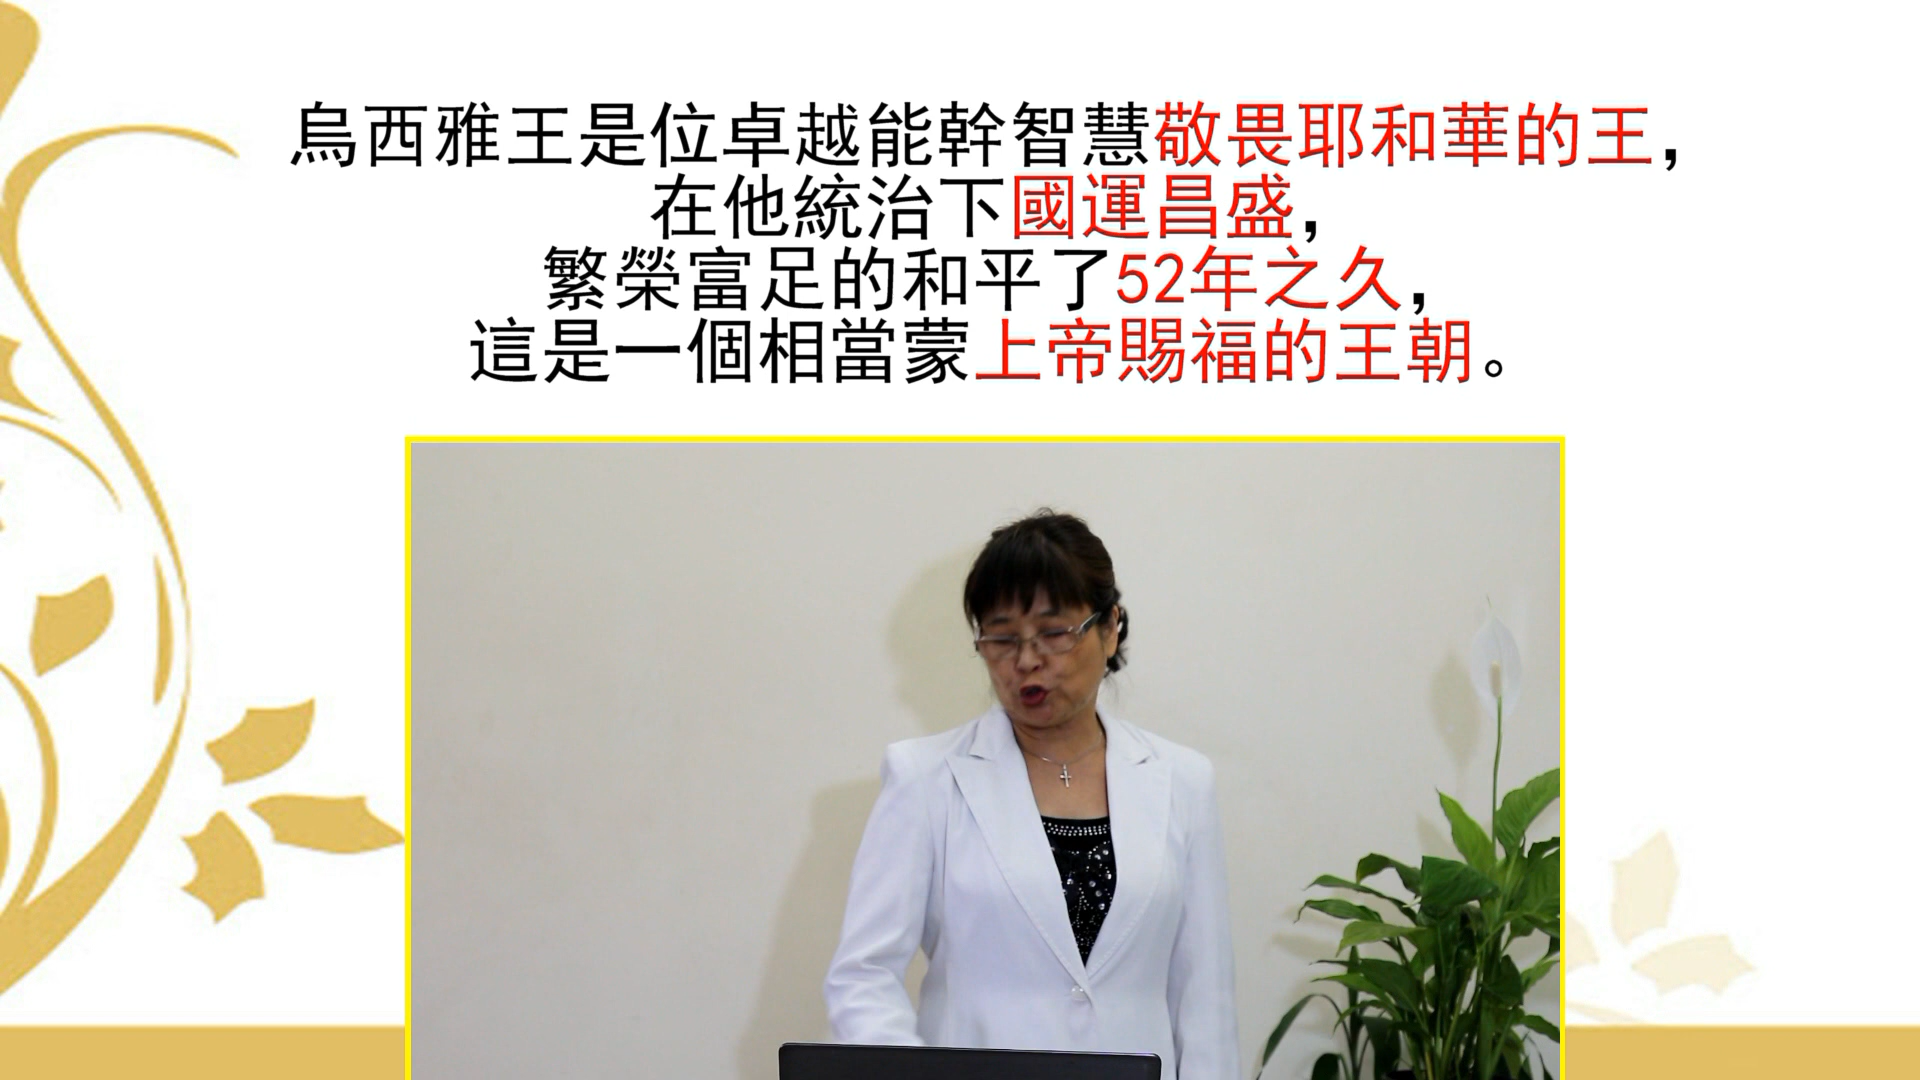 烏西雅王是位卓越能幹智慧敬畏耶和華的王，
在他統治下國運昌盛，
繁榮富足的和平了52年之久，
這是一個相當蒙上帝賜福的王朝。